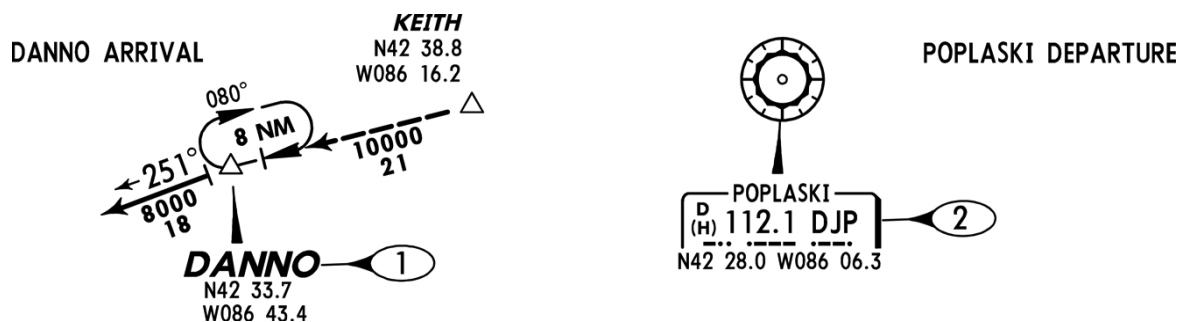 DANNO ARRIVAL
KEITH
N42 38.8
W086 16.2
080°
8 NM
10000
21
251°
8000
18
DANNO
1
N42 33.7
W086 43.4
POPLASKI DEPARTURE
POPLASKI
D
(H) 112.1 DJP
2
N42 28.0 W086 06.3